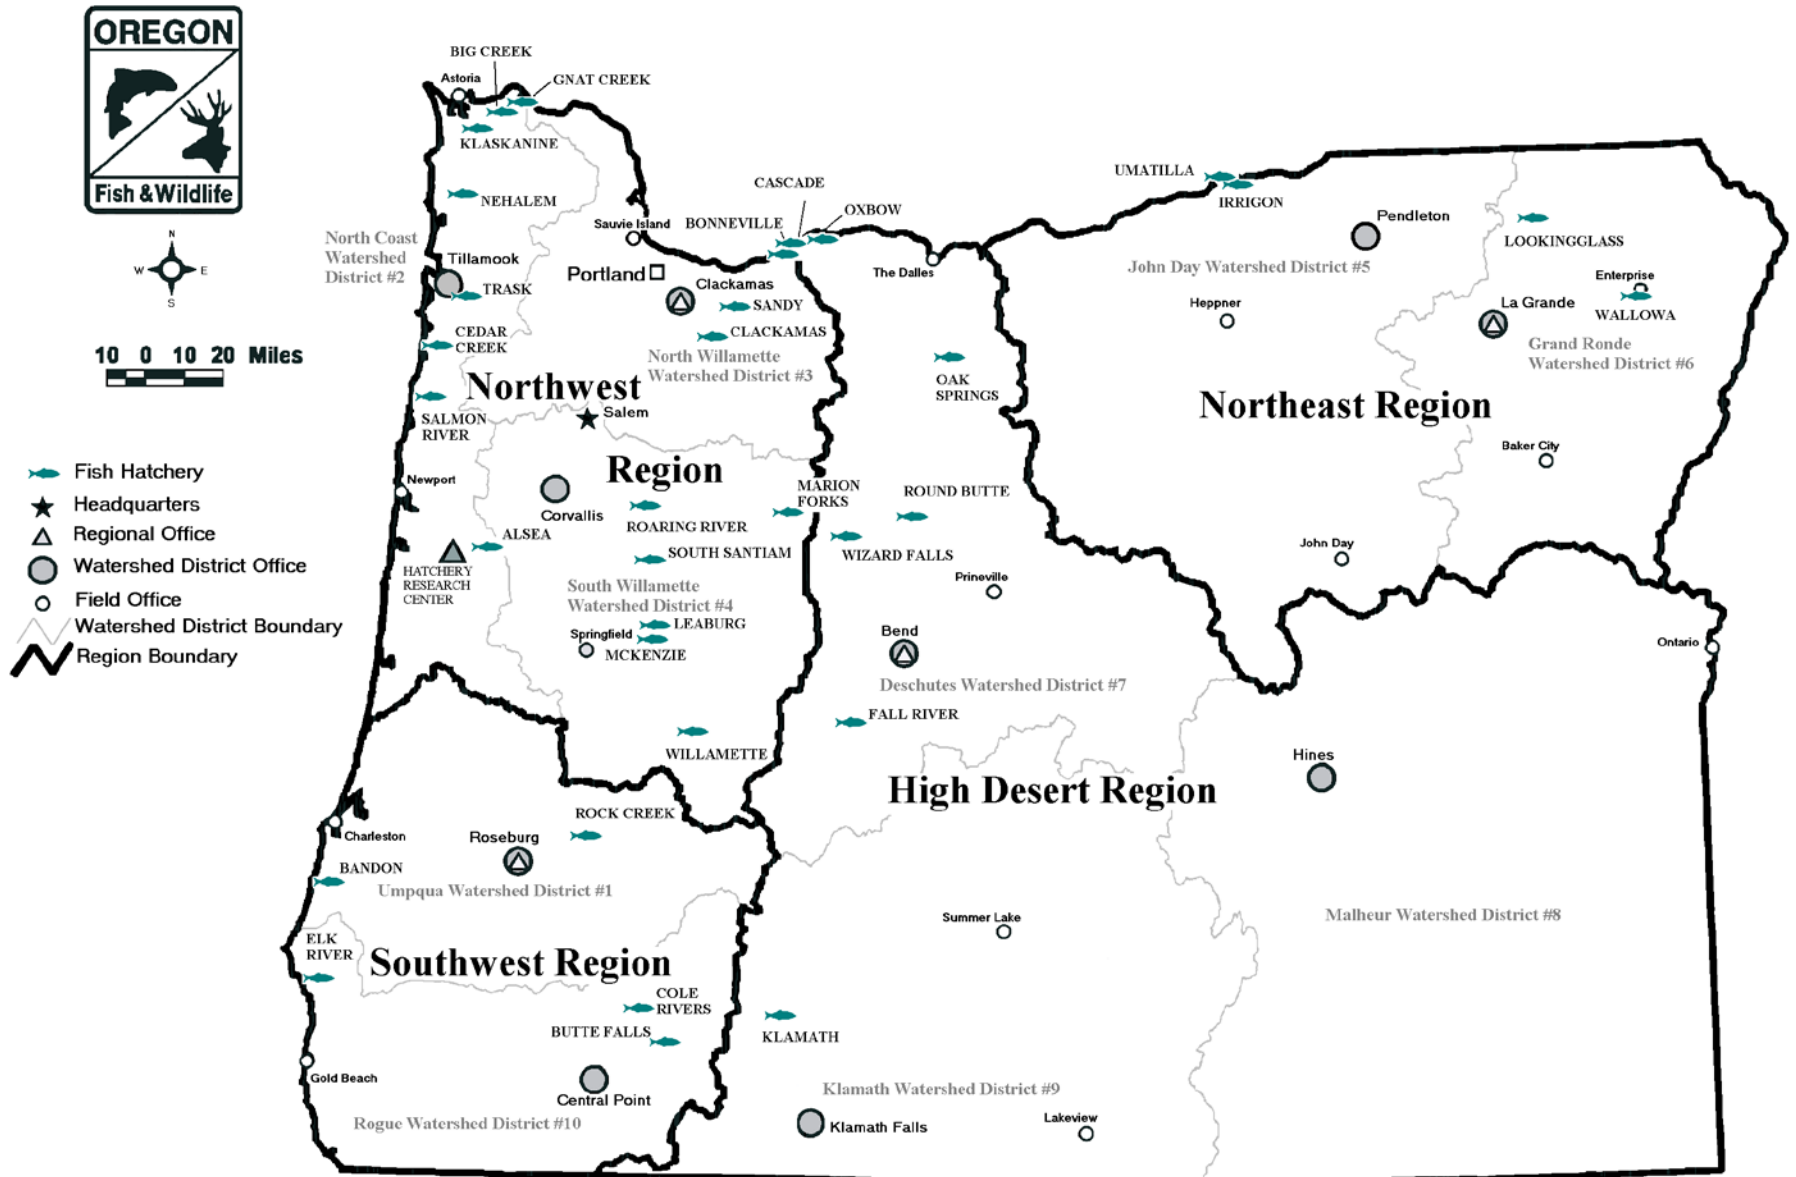 OREGON
Fish & Wildlife
N
W
E
S
10 0 10 20 Miles
Fish Hatchery
Headquarters
Regional Office
Watershed District Office
Field Office
Watershed District Boundary
Region Boundary
BIG CREEK
Astoria
GNAT CREEK
KLASKANINE
NEHALEM
North Coast
Watershed
District #2
Tillamook
TRASK
CEDAR
CREEK
SALMON
RIVER
Newport
Sauvie Island
Portland
Clackamas
SANDY
CLACKAMAS
North Willamette
Watershed District #3
BONNEVILLE
CASCADE
OXBOW
The Dalles
Northwest
Region
Salem
Corvallis
ALSEA
HATCHERY
RESEARCH
CENTER
ROARING RIVER
SOUTH SANTIAM
South Willamette
Watershed District #4
LEABURG
Springfield
MCKENZIE
WILLAMETTE
MARION
FORKS
OAK
SPRINGS
ROUND BUTTE
WIZARD FALLS
Prineville
Bend
Deschutes Watershed District #7
FALL RIVER
High Desert Region
UMATILLA
IRRIGON
Pendleton
John Day Watershed District #5
Heppner
LOOKINGGLASS
Enterprise
WALLOWA
La Grande
Grand Ronde
Watershed District #6
Northeast Region
Baker City
John Day
Ontario
Hines
Malheur Watershed District #8
Summer Lake
ROCK CREEK
Roseburg
Charleston
BANDON
Umpqua Watershed District #1
ELK
RIVER
Southwest Region
COLE
RIVERS
BUTTE FALLS
Gold Beach
Central Point
Rogue Watershed District #10
KLAMATH
Klamath Watershed District #9
Klamath Falls
Lakeview